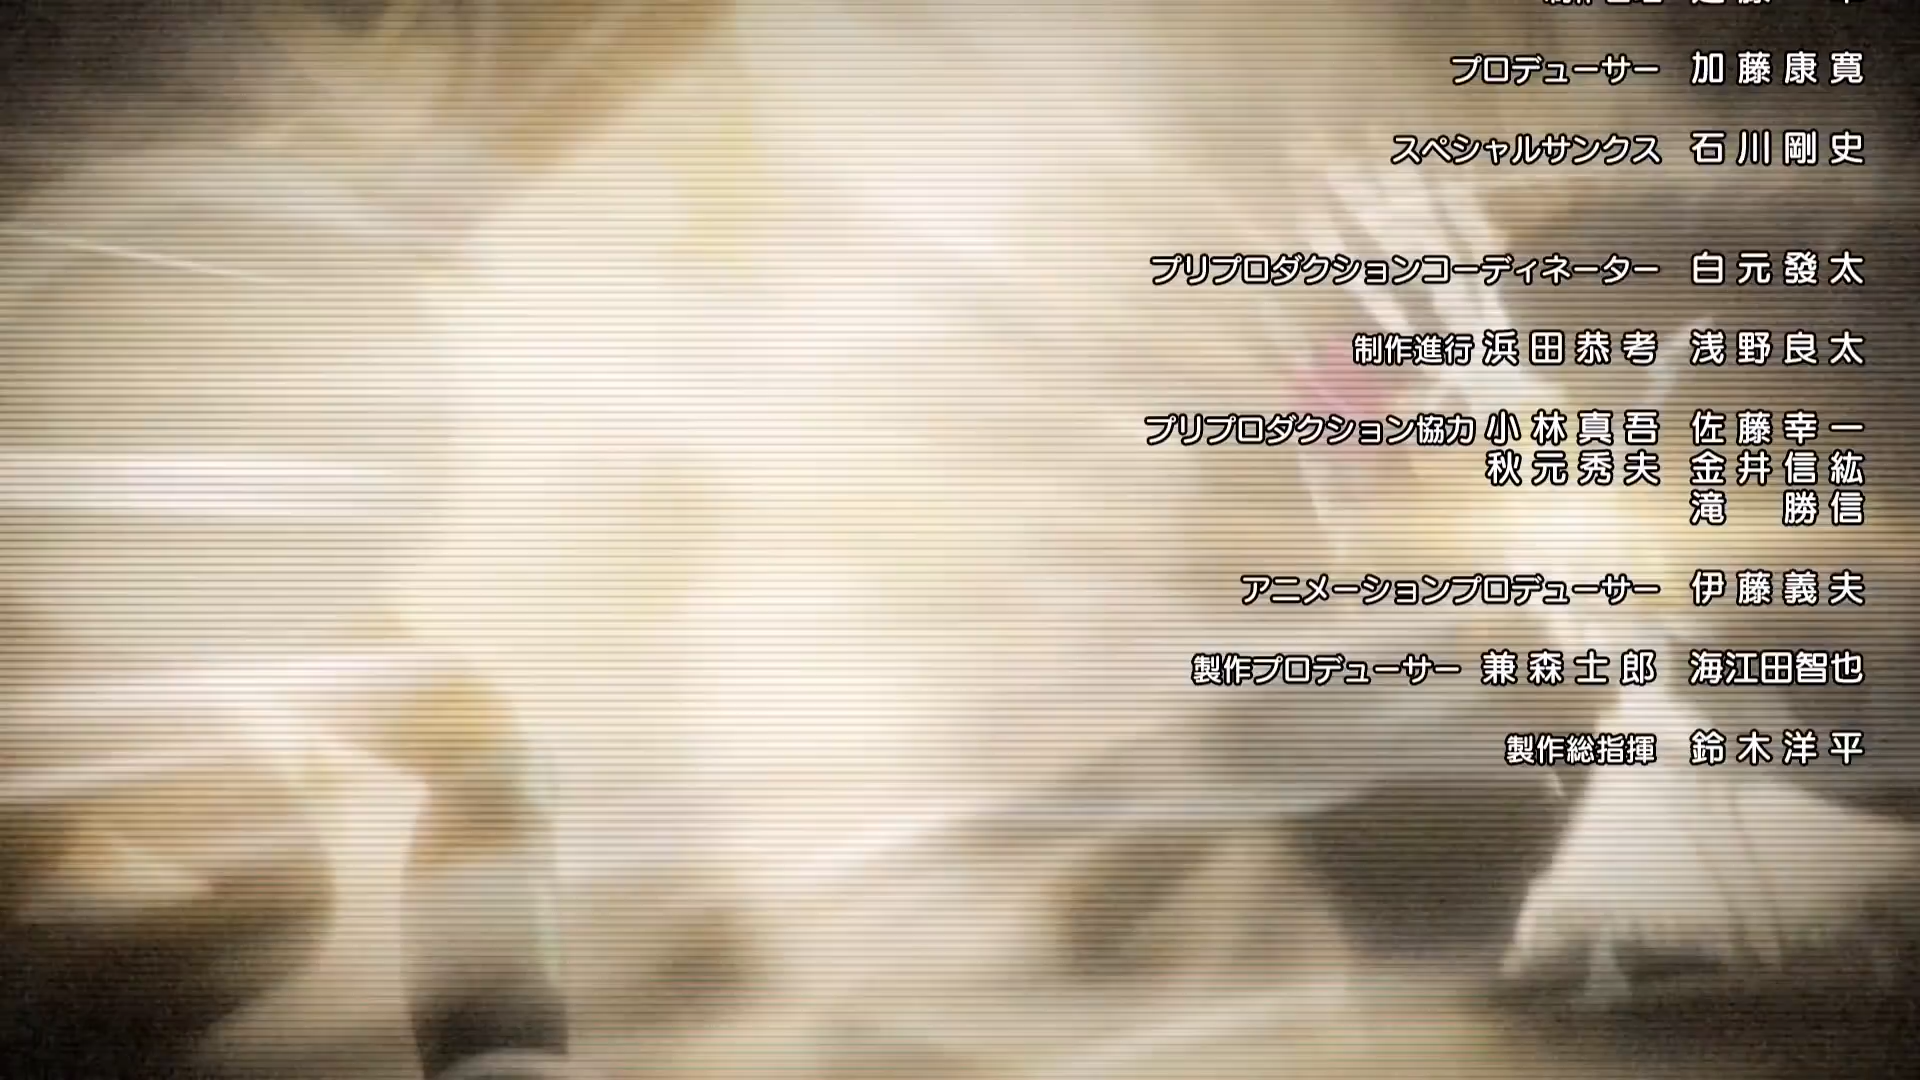 プロデューサー 加藤康寛
スペシャルサンクス 石川剛史
プリプロダクションコーディネーター 白元發太
制作進行 浜田恭考 浅野良太
プリプロダクション協力 小林真吾 佐藤幸一
秋元秀夫 金井信紘
滝 勝信
アニメーションプロデューサー 伊藤義夫
製作プロデューサー 兼森士郎 海江田智也
製作総指揮 鈴木洋平